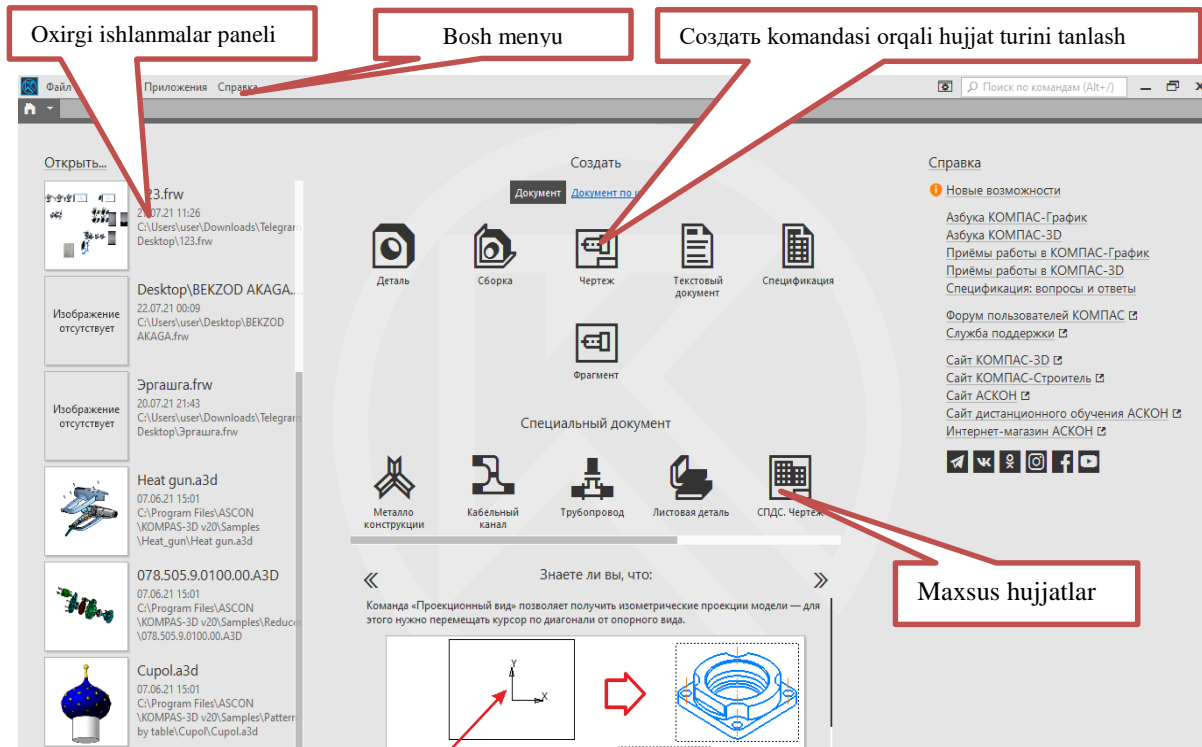 Oxirgi ishlanmalar paneli
Bosh menyu
Создать komandasi orqali hujjat turini tanlash
Файл Приложения Справка
Поиск по командам (Alt+/)
Открыть...
23.frw
21.07.21 11:26
C:\Users\user\Downloads\Telegram
Desktop\123.frw
Изображение
отсутствует
Desktop\BEKZOD AKAGA....
22.07.21 00:09
C:\Users\user\Desktop\BEKZOD
AKAGA.frw
Изображение
отсутствует
Эргашга.frw
20.07.21 21:43
C:\Users\user\Downloads\Telegram
Desktop\Эргашга.frw
Heat gun.a3d
07.06.21 15:01
C:\Program Files\ASCON
\KOMPAS-3D v20\Samples
\Heat_gun\Heat gun.a3d
078.505.9.0100.00.A3D
07.06.21 15:01
C:\Program Files\ASCON
\KOMPAS-3D v20\Samples\Reducer
\078.505.9.0100.00.A3D
Cupol.a3d
07.06.21 15:01
C:\Program Files\ASCON
\KOMPAS-3D v20\Samples\Pattern
by table\Cupol\Cupol.a3d
Создать
Документ Документ по
Деталь
Сборка
Чертеж
Текстовый
документ
Спецификация
Фрагмент
Специальный документ
Металло
конструкции
Кабельный
канал
Трубопровод
Листовая деталь
СПДС. Чертеж
Maxsus hujjatlar
Знаете ли вы, что:
Команда «Проекционный вид» позволяет получить изометрические проекции модели — для
этого нужно перемещать курсор по диагонали от опорного вида.
Y
X
Справка
Новые возможности
Азбука КОМПАС-График
Азбука КОМПАС-3D
Приёмы работы в КОМПАС-График
Приёмы работы в КОМПАС-3D
Спецификация: вопросы и ответы
Форум пользователей КОМПАС
Служба поддержки
Сайт КОМПАС-3D
Сайт КОМПАС-Строитель
Сайт АСКОН
Сайт дистанционного обучения АСКОН
Интернет-магазин АСКОН